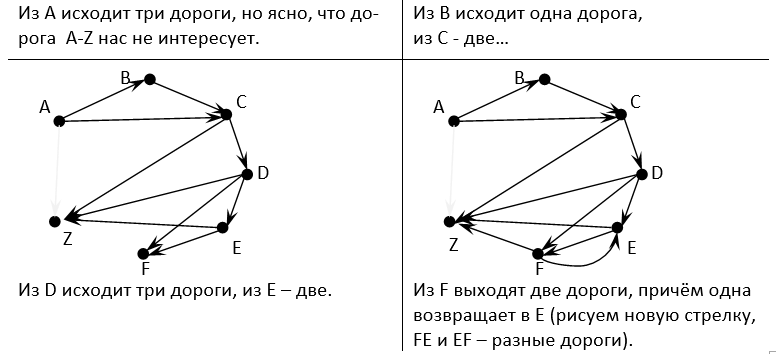 Из A исходит три дороги, но ясно, что до-
рога A-Z нас не интересует.
Из B исходит одна дорога,
из C - две...
B
A
C
D
Z
E
F
Из D исходит три дороги, из E – две.
B
A
C
D
Z
E
F
Из F выходят две дороги, причём одна
возвращает в E (рисуем новую стрелку,
FE и EF – разные дороги).